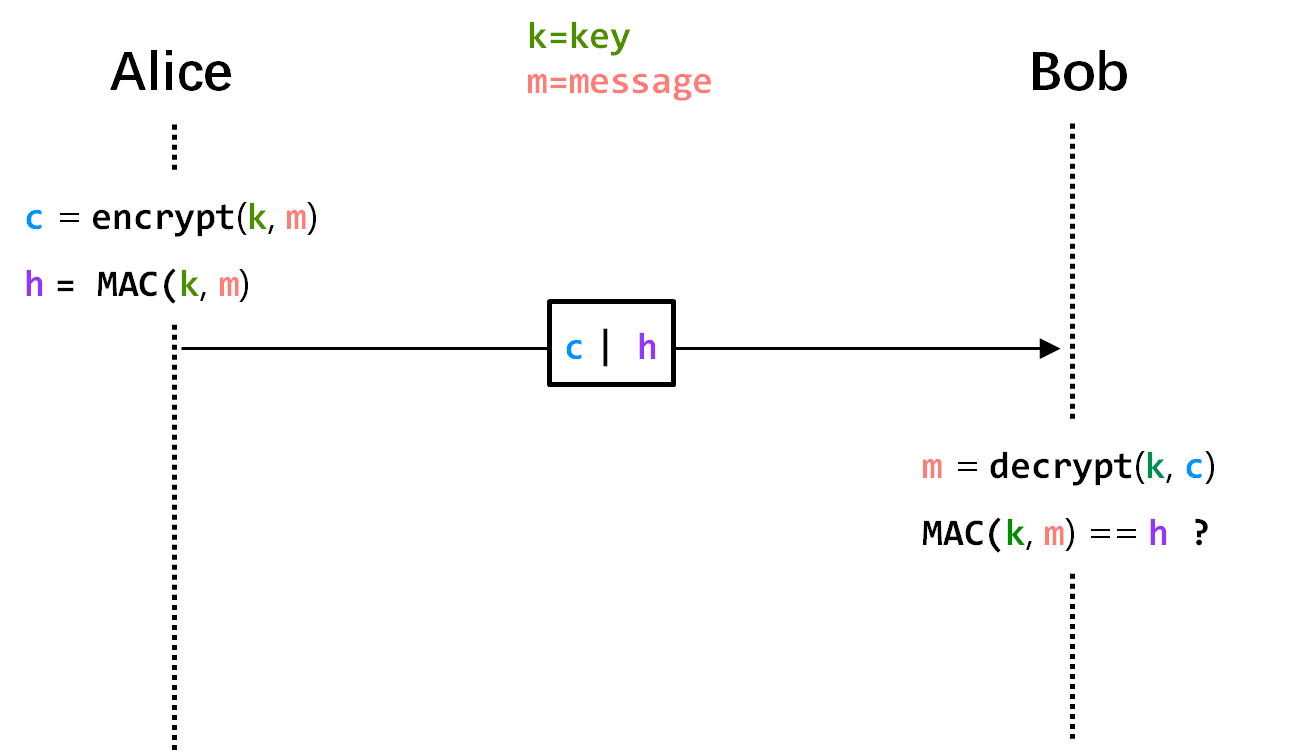 k=key
m=message
Alice
Bob
c = encrypt(k, m)
h = MAC(k, m)
c | h
m = decrypt(k, c)
MAC(k, m) == h ?